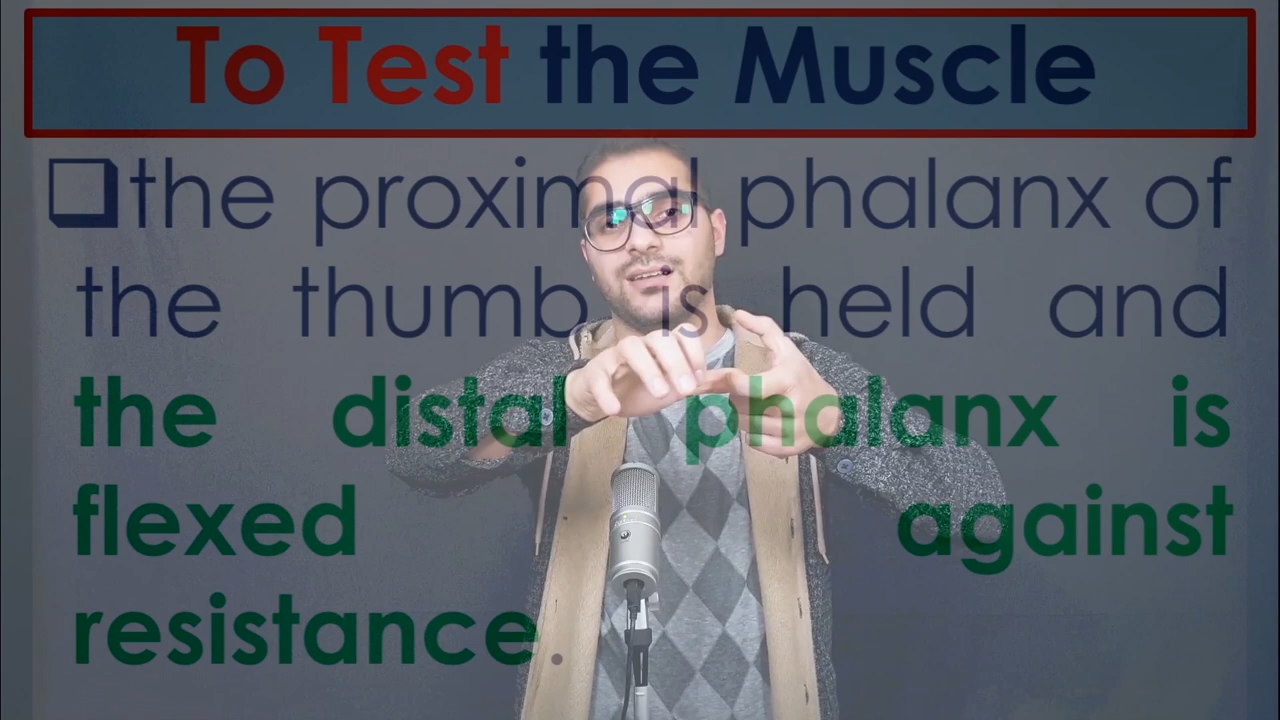 To Test the Muscle
the proximal phalanx of
the thumb is held and
the distal phalanx is
flexed against
resistance.